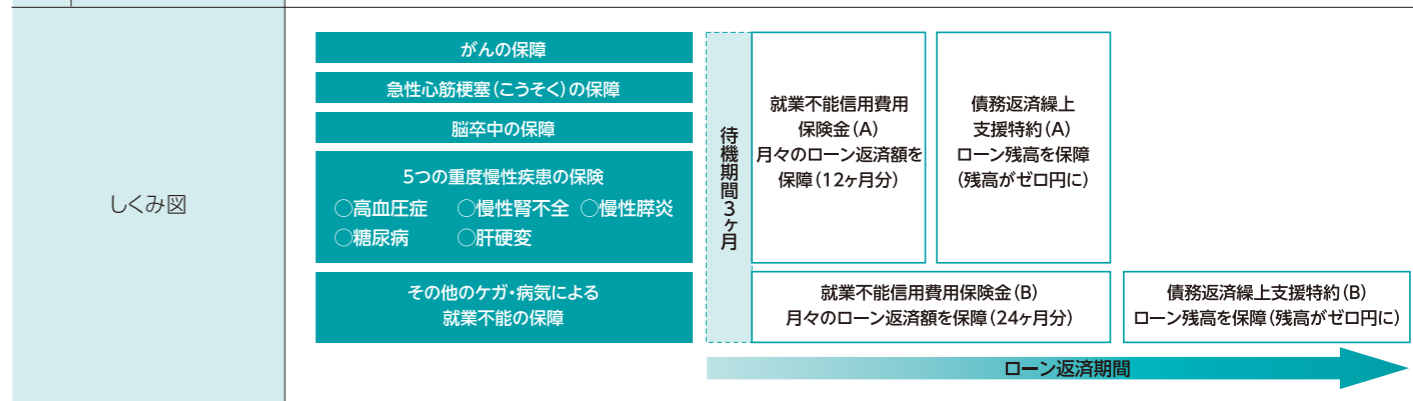 しくみ図
がんの保障
急性心筋梗塞(こうそく)の保障
脳卒中の保障
5つの重度慢性疾患の保険
○高血圧症 ○慢性腎不全 ○慢性膵炎
○糖尿病 ○肝硬変
その他のケガ・病気による
就業不能の保障
待機期間3ヶ月
就業不能信用費用
保険金(A)
月々のローン返済額を
保障(12ヶ月分)
債務返済繰上
支援特約(A)
ローン残高を保障
(残高がゼロ円に)
就業不能信用費用保険金(B)
月々のローン返済額を保障(24ヶ月分)
債務返済繰上支援特約(B)
ローン残高を保障(残高がゼロ円に)
ローン返済期間